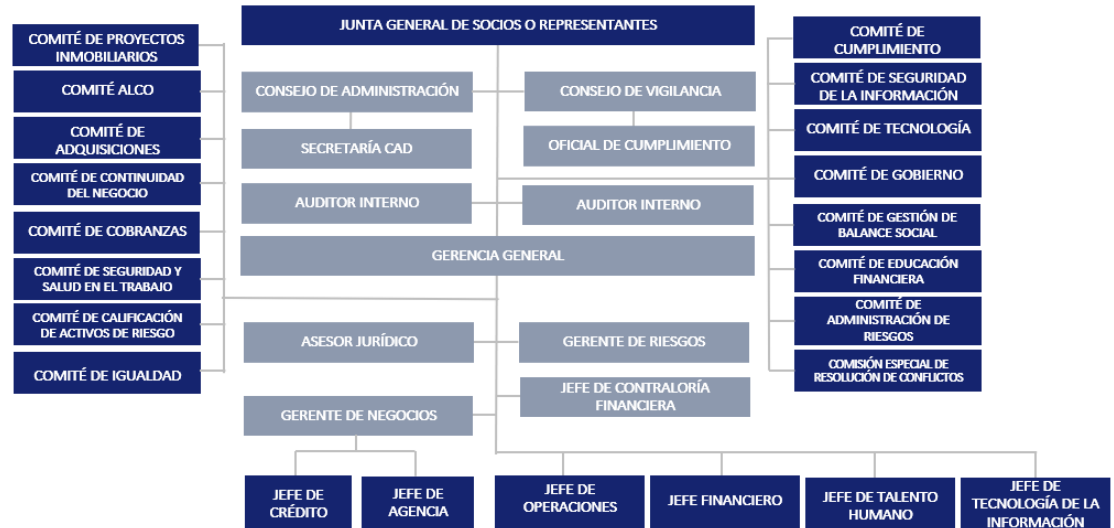 JUNTA GENERAL DE SOCIOS O REPRESENTANTES
COMITÉ DE PROYECTOS
INMOBILIARIOS
COMITÉ ALCO
COMITÉ DE
ADQUISICIONES
COMITÉ DE CONTINUIDAD
DEL NEGOCIO
COMITÉ DE COBRANZAS
COMITÉ DE SEGURIDAD Y
SALUD EN EL TRABAJO
COMITÉ DE CALIFICACIÓN
DE ACTIVOS DE RIESGO
COMITÉ DE IGUALDAD
CONSEJO DE ADMINISTRACIÓN
CONSEJO DE VIGILANCIA
SECRETARÍA CAD
OFICIAL DE CUMPLIMIENTO
AUDITOR INTERNO
AUDITOR INTERNO
GERENCIA GENERAL
ASESOR JURÍDICO
GERENTE DE RIESGOS
JEFE DE CONTRALORÍA
FINANCIERA
GERENTE DE NEGOCIOS
COMITÉ DE
CUMPLIMIENTO
COMITÉ DE SEGURIDAD
DE LA INFORMACIÓN
COMITÉ DE TECNOLOGÍA
COMITÉ DE GOBIERNO
COMITÉ DE GESTIÓN DE
BALANCE SOCIAL
COMITÉ DE EDUCACIÓN
FINANCIERA
COMITÉ DE
ADMINISTRACIÓN DE
RIESGOS
COMISIÓN ESPECIAL DE
RESOLUCIÓN DE CONFLICTOS
JEFE DE
CRÉDITO
JEFE DE
AGENCIA
JEFE DE
OPERACIONES
JEFE FINANCIERO
JEFE DE TALENTO
HUMANO
JEFE DE
TECNOLOGÍA DE LA
INFORMACIÓN